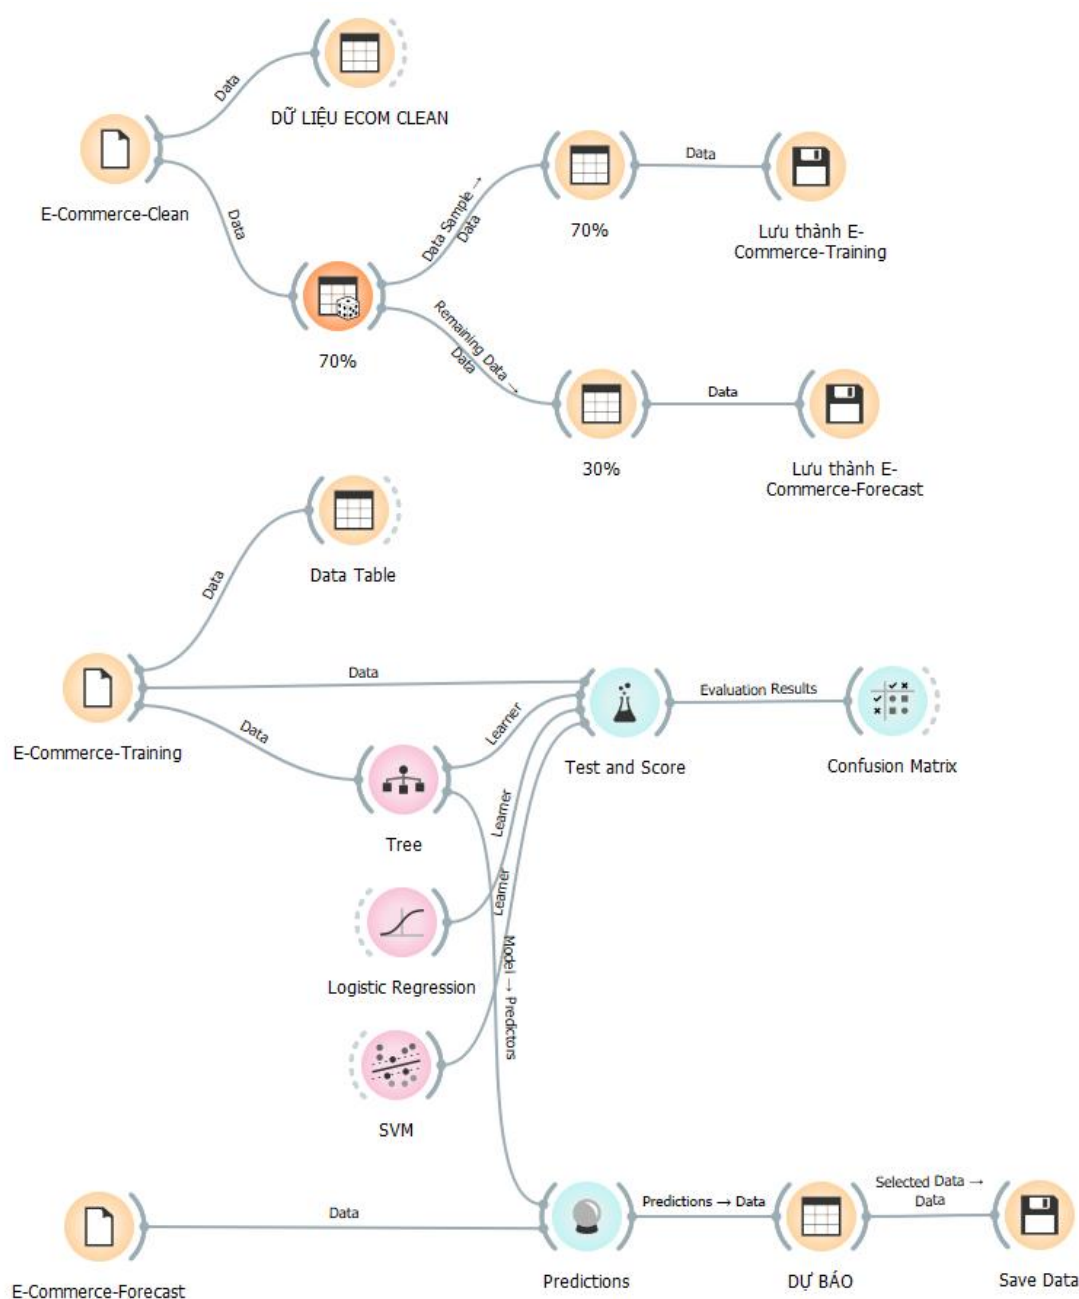 Data
DỮ LIỆU ECOM CLEAN
E-Commerce-Clean
Data
Data Sample →
Data
70%
Data
Lưu thành E-
Commerce-Training
70%
Remaining Data →
Data
30%
Data
Lưu thành E-
Commerce-Forecast
Data
Data Table
E-Commerce-Training
Data
Data
Learner
Test and Score
Evaluation Results
Confusion Matrix
Tree
Learner
Logistic Regression
Learner
Model → Predictors
SVM
E-Commerce-Forecast
Data
Predictions
Predictions → Data
DỰ BÁO
Selected Data →
Data
Save Data